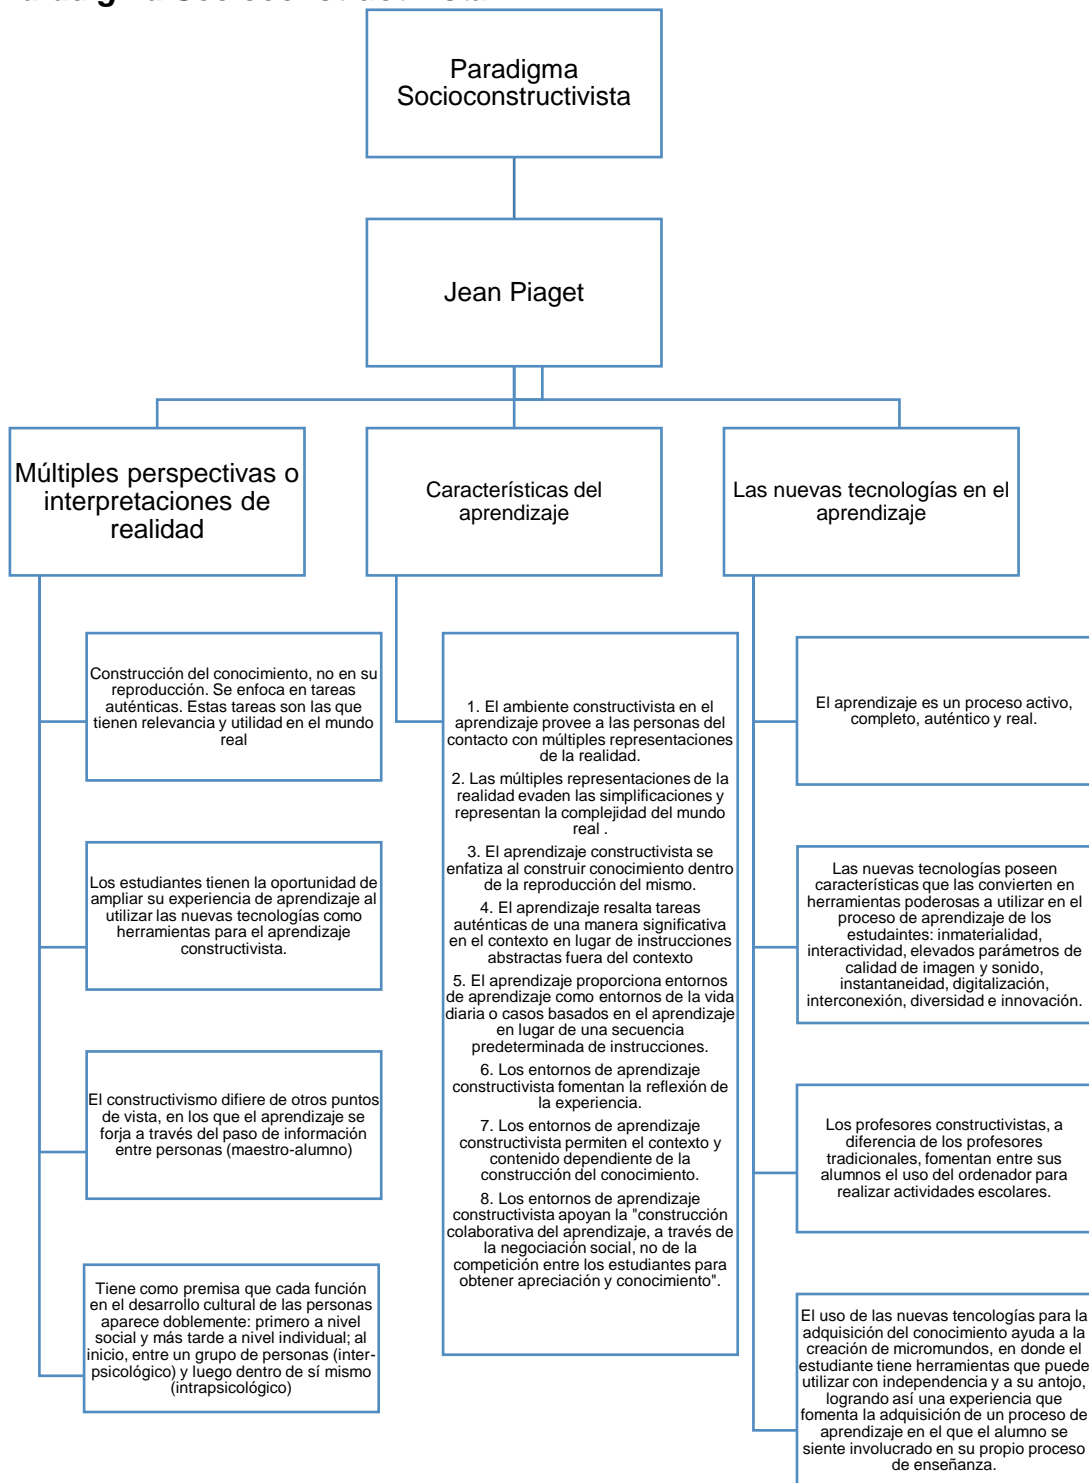 Paradigma Socioconstructivista
Paradigma
Socioconstructivista
Jean Piaget
Múltiples perspectivas o
interpretaciones de
realidad
Características del
aprendizaje
Las nuevas tecnologías en el
aprendizaje
Construcción del conocimiento, no en su
reproducción. Se enfoca en tareas
auténticas. Estas tareas son las que
tienen relevancia y utilidad en el mundo
real
Los estudiantes tienen la oportunidad de
ampliar su experiencia de aprendizaje al
utilizar las nuevas tecnologías como
herramientas para el aprendizaje
constructivista.
El constructivismo difiere de otros puntos
de vista, en los que el aprendizaje se
forja a través del paso de información
entre personas (maestro-alumno)
Tiene como premisa que cada función
en el desarrollo cultural de las personas
aparece doblemente: primero a nivel
social y más tarde a nivel individual; al
inicio, entre un grupo de personas (inter-
psicológico) y luego dentro de sí mismo
(intrapsicológico)
1. El ambiente constructivista en el
aprendizaje provee a las personas del
contacto con múltiples representaciones
de la realidad.
2. Las múltiples representaciones de la
realidad evaden las simplificaciones y
representan la complejidad del mundo
real .
3. El aprendizaje constructivista se
enfatiza al construir conocimiento dentro
de la reproducción del mismo.
4. El aprendizaje resalta tareas
auténticas de una manera significativa
en el contexto en lugar de instrucciones
abstractas fuera del contexto
5. El aprendizaje proporciona entornos
de aprendizaje como entornos de la vida
diaria o casos basados en el aprendizaje
en lugar de una secuencia
predeterminada de instrucciones.
6. Los entornos de aprendizaje
constructivista fomentan la reflexión de
la experiencia.
7. Los entornos de aprendizaje
constructivista permiten el contexto y
contenido dependiente de la
construcción del conocimiento.
8. Los entornos de aprendizaje
constructivista apoyan la "construcción
colaborativa del aprendizaje, a través de
la negociación social, no de la
competición entre los estudiantes para
obtener apreciación y conocimiento".
El aprendizaje es un proceso activo,
completo, auténtico y real.
Las nuevas tecnologías poseen
características que las convierten en
herramientas poderosas a utilizar en el
proceso de aprendizaje de los
estudaintes: inmaterialidad,
interactividad, elevados parámetros de
calidad de imagen y sonido,
instantaneidad, digitalización,
interconexión, diversidad e innovación.
Los profesores constructivistas, a
diferencia de los profesores
tradicionales, fomentan entre sus
alumnos el uso del ordenador para
realizar actividades escolares.
El uso de las nuevas tencologías para la
adquisición del conocimiento ayuda a la
creación de micromundos, en donde el
estudiante tiene herramientas que puede
utilizar con independencia y a su antojo,
logrando así una experiencia que
fomenta la adquisición de un proceso de
aprendizaje en el que el alumno se
siente involucrado en su propio proceso
de enseñanza.